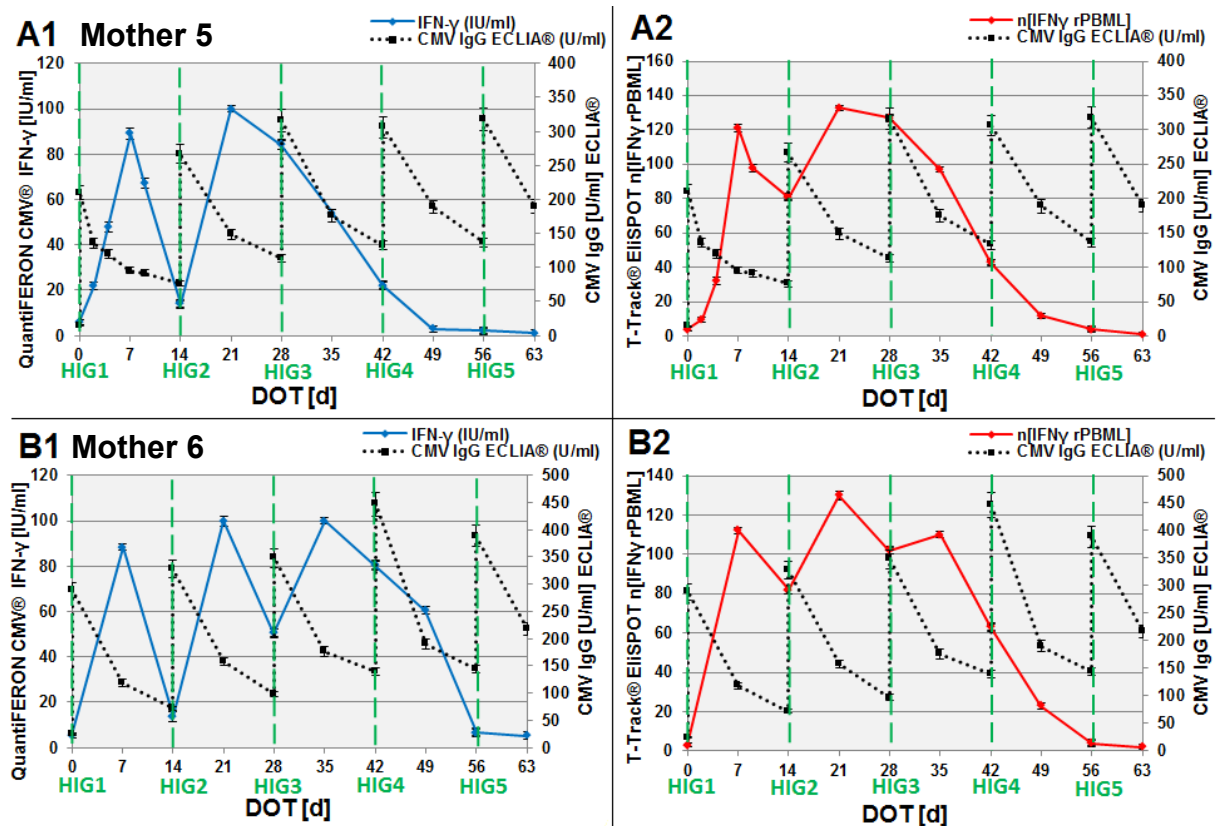 A1 Mother 5
IFN-γ (IU/ml)
CMV IgG ECLIA® (U/ml)
QuantiFERON CMV® IFN-γ [IU/ml]
120
100
80
60
40
20
0
400
350
300
250
200
150
100
50
0
CMV IgG [U/ml] ECLIA®
0 7 14 21 28 35 42 49 56 63
HIG1 HIG2 HIG3 HIG4 HIG5
DOT [d]
A2
n[IFNγ rPBML]
CMV IgG ECLIA® (U/ml)
T-Track® EliSPOT n[IFNγ rPBML]
160
140
120
100
80
60
40
20
0
400
350
300
250
200
150
100
50
0
CMV IgG [U/ml] ECLIA®
0 7 14 21 28 35 42 49 56 63
HIG1 HIG2 HIG3 HIG4 HIG5
DOT [d]
B1 Mother 6
IFN-γ (IU/ml)
CMV IgG ECLIA® (U/ml)
QuantiFERON CMV® IFN-γ [IU/ml]
120
100
80
60
40
20
0
500
450
400
350
300
250
200
150
100
50
0
CMV IgG [U/ml] ECLIA®
0 7 14 21 28 35 42 49 56 63
HIG1 HIG2 HIG3 HIG4 HIG5
DOT [d]
B2
n[IFNγ rPBML]
CMV IgG ECLIA® (U/ml)
T-Track® EliSPOT n[IFNγ rPBML]
140
120
100
80
60
40
20
0
500
450
400
350
300
250
200
150
100
50
0
CMV IgG [U/ml] ECLIA®
0 7 14 21 28 35 42 49 56 63
HIG1 HIG2 HIG3 HIG4 HIG5
DOT [d]